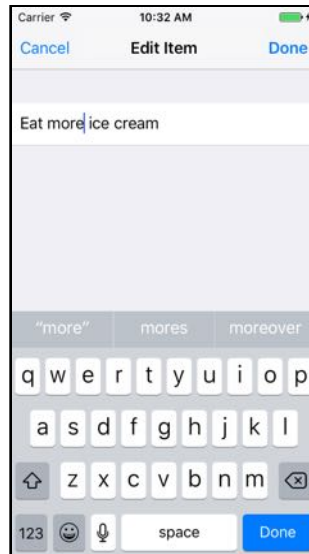 Carrier 10:32 AM
Cancel Edit Item Done
Eat more ice cream
"more" mores moreover
q w e r t y u i o p
a s d f g h j k l
z x c v b n m
123 space Done